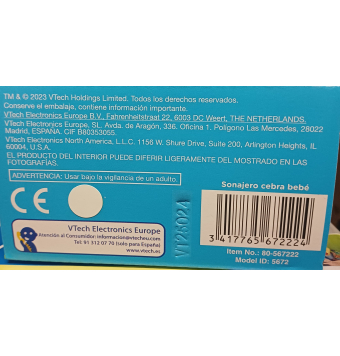 TM & © 2023 VTech Holdings Limited. Todos los derechos reservados.
Conserve el embalaje, contiene información importante.
VTech Electronics Europe B.V., Fahrenheitstraat 22, 6003 DC Weert, THE NETHERLANDS.
VTech Electronics Europe, SL. Avda. de Aragón, 336. Oficina 1. Polígono Las Mercedes, 28022
Madrid, ESPAÑA. CIF B80353055.
VTech Electronics North America, L.L.C. 1156 W, Shure Drive, Suite 200, Arlington Heights, IL
60004, U.S.A.
EL PRODUCTO DEL INTERIOR PUEDE DIFERIR LIGERAMENTE DEL MOSTRADO EN LAS
FOTOGRAFÍAS.
ADVERTENCIA: Usar bajo la vigilancia de un adulto.
Sonajero cebra bebé
CE
VTech Electronics Europe
Atención al Consumidor: informacion@vtecheu.com
Tel: 91 312 07 70 (solo para España)
www.vtech.es
3 417765 672224
Item No.: 80-567222
Model ID: 5672